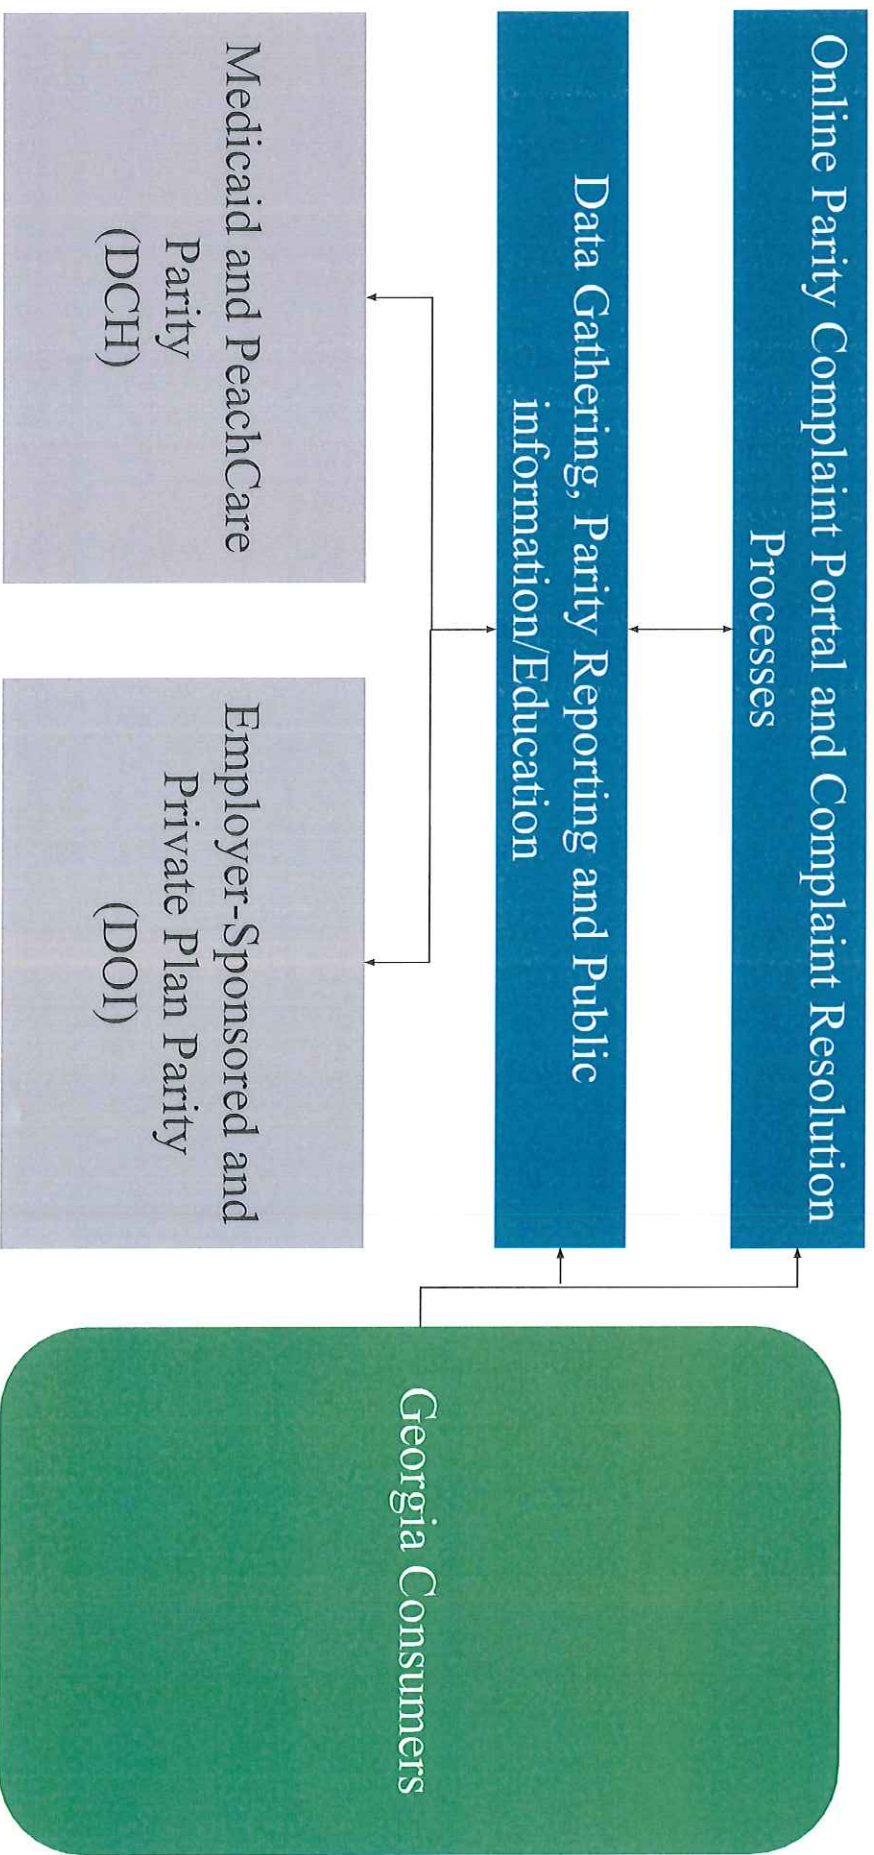 Online Parity Complaint Portal and Complaint Resolution
Processes
Data Gathering, Parity Reporting and Public
information/Education
Medicaid and PeachCare
Parity
(DCH)
Employer-Sponsored and
Private Plan Parity
(DOI)
Georgia Consumers